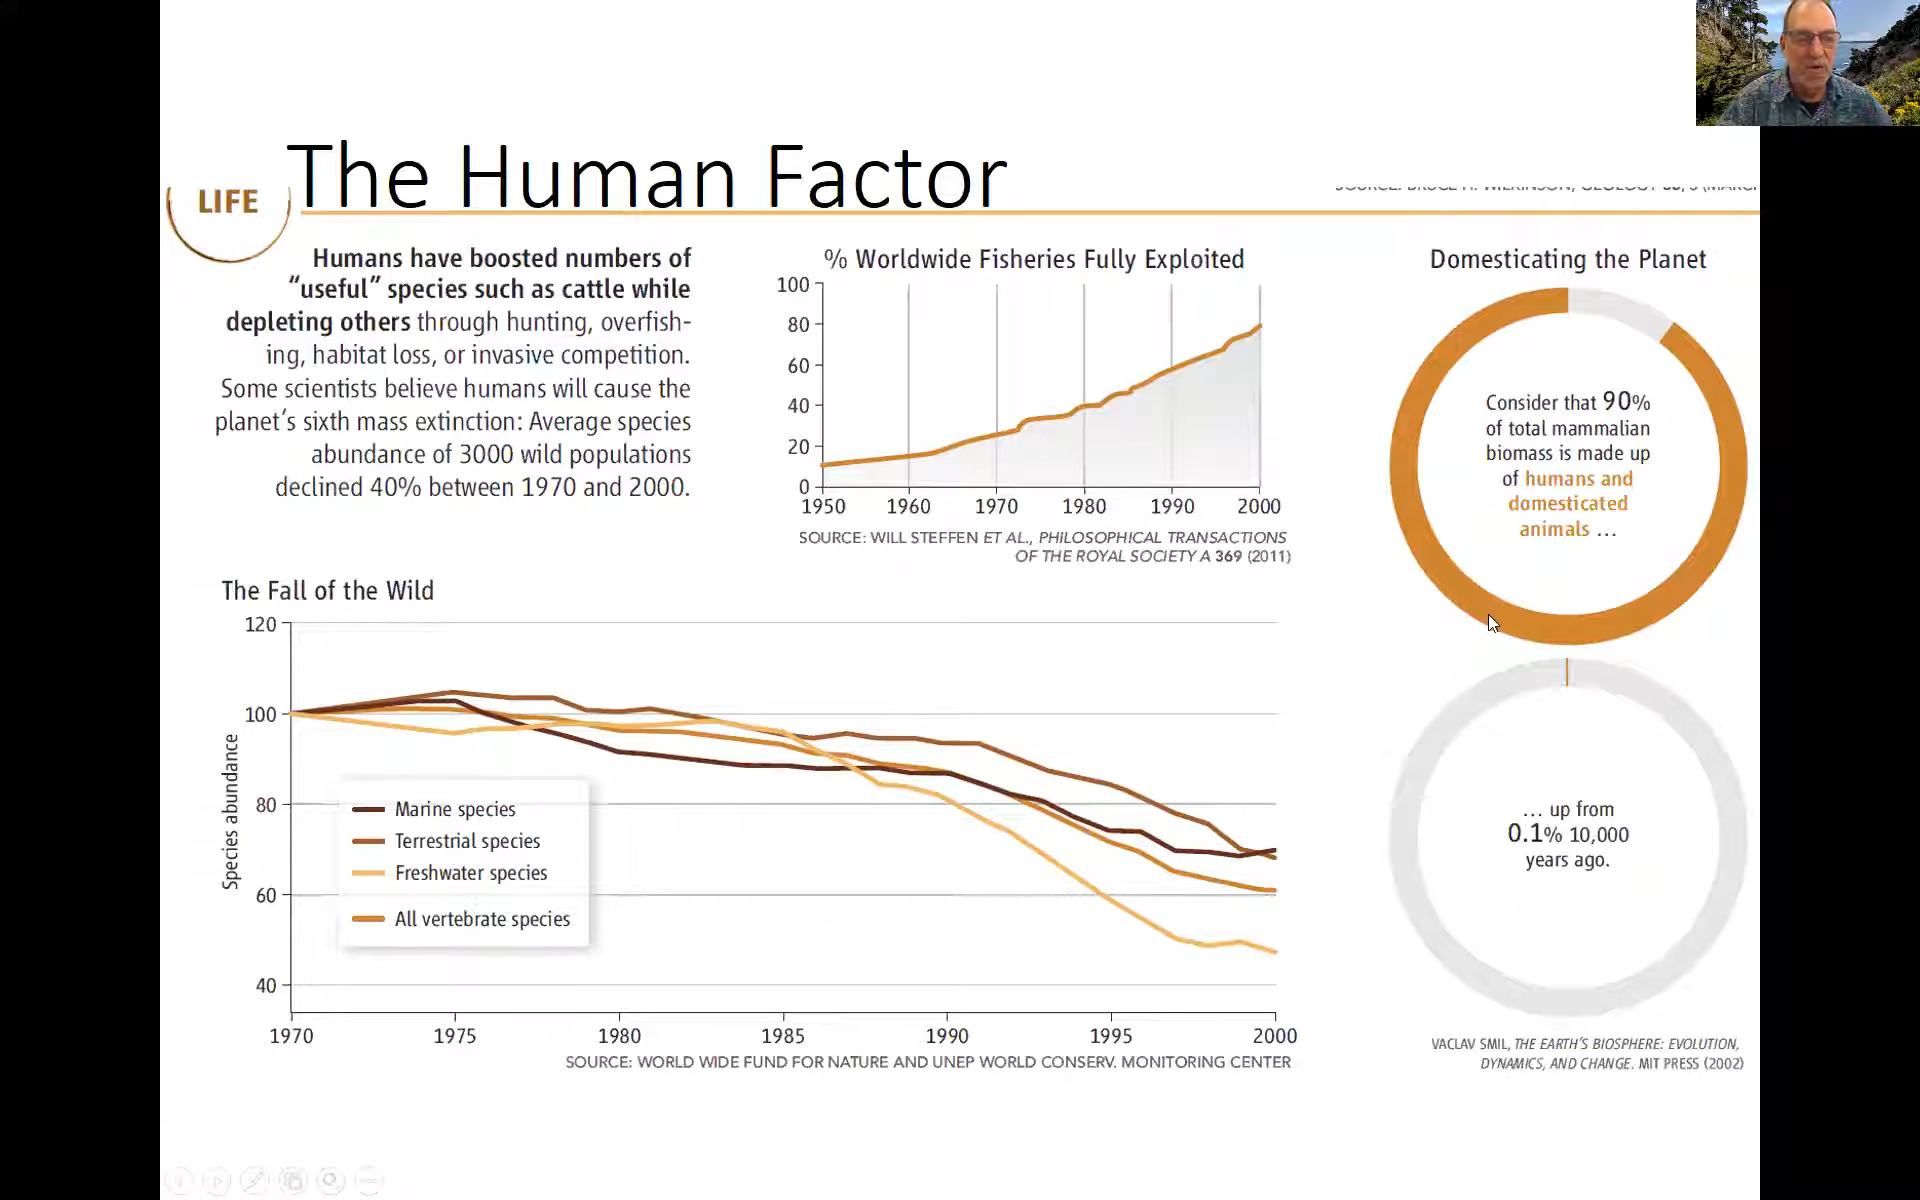 The Human Factor
LIFE
SOURCE: BRUCE H. WILKINSON, GEOLOGY 33, 3 (MARC
Humans have boosted numbers of
“useful” species such as cattle while
depleting others through hunting, overfish-
ing, habitat loss, or invasive competition.
Some scientists believe humans will cause the
planet’s sixth mass extinction: Average species
abundance of 3000 wild populations
declined 40% between 1970 and 2000.
% Worldwide Fisheries Fully Exploited
100
80
60
40
20
0
1950 1960 1970 1980 1990 2000
SOURCE: WILL STEFFEN ET AL., PHILOSOPHICAL TRANSACTIONS
OF THE ROYAL SOCIETY A 369 (2011)
Domesticating the Planet
Consider that 90%
of total mammalian
biomass is made up
of humans and
domesticated
animals …
… up from
0.1% 10,000
years ago.
VACLAV SMIL, THE EARTH’S BIOSPHERE: EVOLUTION,
DYNAMICS, AND CHANGE. MIT PRESS (2002)
The Fall of the Wild
120
100
80
60
40
Species abundance
Marine species
Terrestrial species
Freshwater species
All vertebrate species
1970 1975 1980 1985 1990 1995 2000
SOURCE: WORLD WIDE FUND FOR NATURE AND UNEP WORLD CONSERV. MONITORING CENTER